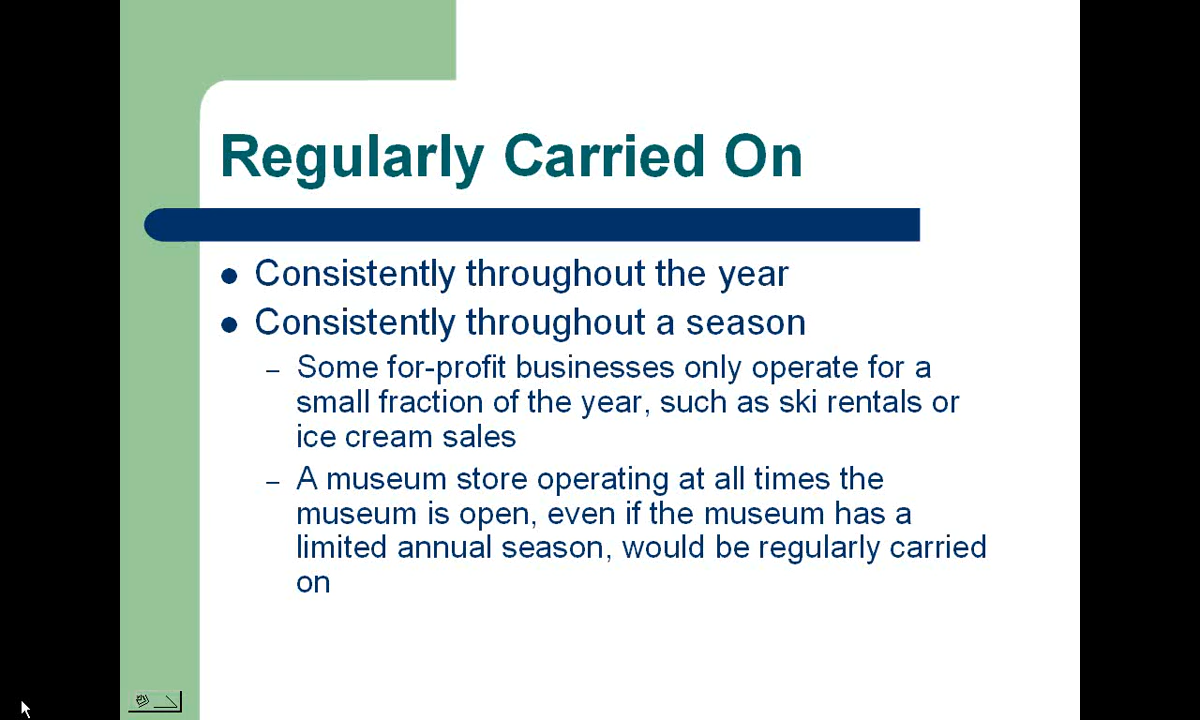 Regularly Carried On
● Consistently throughout the year
● Consistently throughout a season
– Some for-profit businesses only operate for a
small fraction of the year, such as ski rentals or
ice cream sales
– A museum store operating at all times the
museum is open, even if the museum has a
limited annual season, would be regularly carried
on